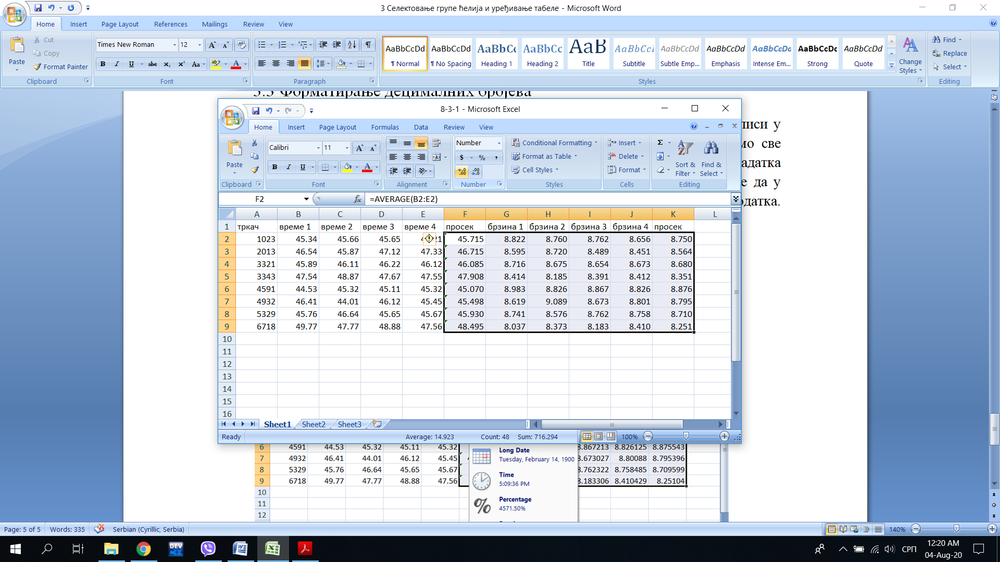 3 Селектовање групе ћелија и уређивање табеле - Microsoft Word
Home Insert Page Layout References Mailings Review View
Paste Cut Copy Format Painter
Clipboard
Times New Roman 12
Font
Paragraph
AaBbCcDd AaBbCcDd AaBbCc AaBbCc AaB AaBbCcI AaBbCcDd AaBbCcDd AaBbCcDd AaBbCcDc AaBbCcDd
¶ Normal ¶ No Spacing Heading 1 Heading 2 Title Subtitle Subtle Emp... Emphasis Intense Em... Strong Quote
Change Styles
Styles
Find Replace Select
Editing
3.3 Форматирање децималних бројева
писи у
мо све
адатка
е да у
одатка.
8-3-1 - Microsoft Excel
Home Insert Page Layout Formulas Data Review View
Paste
Clipboard
Calibri 11
Font
Alignment
Number
Number
Conditional Formatting
Format as Table
Cell Styles
Styles
Insert
Delete
Format
Cells
Sort & Filter Find & Select
Editing
F2 fx =AVERAGE(B2:E2)
A B C D E F G H I J K L
1 тркач време 1 време 2 време 3 време 4 просек брзина 1 брзина 2 брзина 3 брзина 4 просек
2 1023 45.34 45.66 45.65 45.715 8.822 8.760 8.762 8.656 8.750
3 2013 46.54 45.87 47.12 47.33 46.715 8.595 8.720 8.489 8.451 8.564
4 3321 45.89 46.11 46.22 46.12 46.085 8.716 8.675 8.654 8.673 8.680
5 3343 47.54 48.87 47.67 47.55 47.908 8.414 8.185 8.391 8.412 8.351
6 4591 44.53 45.32 45.11 45.32 45.070 8.983 8.826 8.867 8.826 8.876
7 4932 46.41 44.01 46.12 45.45 45.498 8.619 9.089 8.673 8.801 8.795
8 5329 45.76 46.64 45.65 45.67 45.930 8.741 8.576 8.762 8.758 8.710
9 6718 49.77 47.77 48.88 47.56 48.495 8.037 8.373 8.183 8.410 8.251
10
11
12
13
14
15
16
Sheet1 Sheet2 Sheet3
Ready Average: 14.923 Count: 48 Sum: 716.294 100%
6 4591 44.53 45.32 45.11 45.32 8.867213 8.826125 8.875543
7 4932 46.41 44.01 46.12 45.45 8.673027 8.80088 8.795396
8 5329 45.76 46.64 45.65 45.67 8.762322 8.758485 8.709599
9 6718 49.77 47.77 48.88 47.56 8.183306 8.410429 8.25104
10
11
12
Long Date
Tuesday, February 14, 1900
Time
5:09:36 PM
Percentage
4571.50%
Page: 5 of 5 Words: 335 Serbian (Cyrillic, Serbia) 140%
DEV
СРП
12:20 AM
04-Aug-20